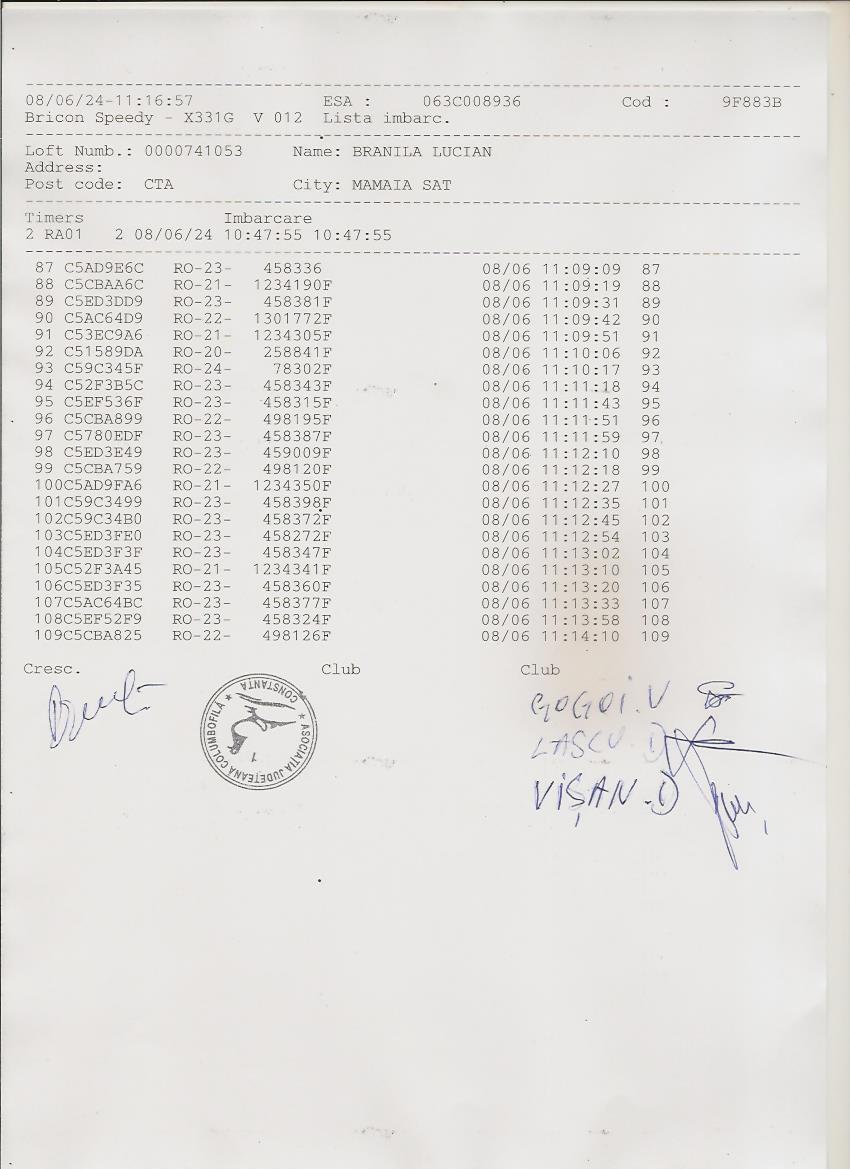 08/06/24-11:16:57 ESA : 063C008936 Cod : 9F883B
Bricon Speedy - X331G V 012 Lista imbarc.
Loft Numb.: 0000741053 Name: BRANILA LUCIAN
Address:
Post code: CTA City: MAMAIA SAT
Timers Imbarcare
2 RA01 2 08/06/24 10:47:55 10:47:55
87 C5AD9E6C RO-23- 458336 08/06 11:09:09 87
88 C5CBAA6C RO-21- 1234190F 08/06 11:09:19 88
89 C5ED3DD9 RO-23- 458381F 08/06 11:09:31 89
90 C5AC64D9 RO-22- 1301772F 08/06 11:09:42 90
91 C53EC9A6 RO-21- 1234305F 08/06 11:09:51 91
92 C51589DA RO-20- 258841F 08/06 11:10:06 92
93 C59C345F RO-24- 78302F 08/06 11:10:17 93
94 C52F3B5C RO-23- 458343F 08/06 11:11:18 94
95 C5EF536F RO-23- 458315F 08/06 11:11:43 95
96 C5CBA899 RO-22- 498195F 08/06 11:11:51 96
97 C5780EDF RO-23- 458387F 08/06 11:11:59 97
98 C5ED3E49 RO-23- 459009F 08/06 11:12:10 98
99 C5CBA759 RO-22- 498120F 08/06 11:12:18 99
100C5AD9FA6 RO-21- 1234350F 08/06 11:12:27 100
101C59C3499 RO-23- 458398F 08/06 11:12:35 101
102C59C34B0 RO-23- 458372F 08/06 11:12:45 102
103C5ED3FE0 RO-23- 458272F 08/06 11:12:54 103
104C5ED3F3F RO-23- 458347F 08/06 11:13:02 104
105C52F3A45 RO-21- 1234341F 08/06 11:13:10 105
106C5ED3F35 RO-23- 458360F 08/06 11:13:20 106
107C5AC64BC RO-23- 458377F 08/06 11:13:33 107
108C5EF52F9 RO-23- 458324F 08/06 11:13:58 108
109C5CBA825 RO-22- 498126F 08/06 11:14:10 109
Cresc. Club Club
ASOCIATIA JUDETEANA COLUMBOFILĂ
CONSTANTA
1
GOGOI.V
LASCU.D
VIŞAN.D